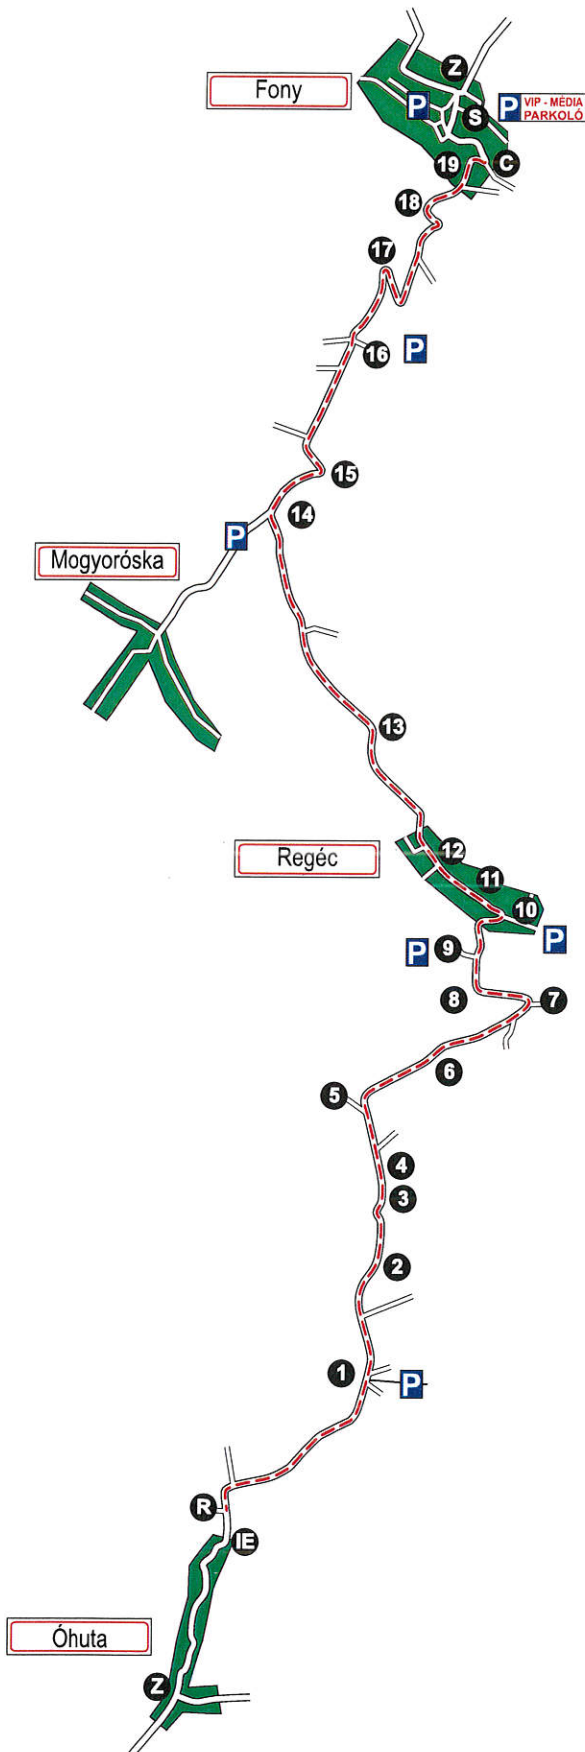 Z
Fony
P
P
VIP - MÉDIA
PARKOLÓ
S
19
C
18
17
16
P
15
14
P
Mogyoróska
13
Regéc
12
11
10
P
P
9
8
7
6
5
4
3
2
1
P
R
IE
Óhuta
Z